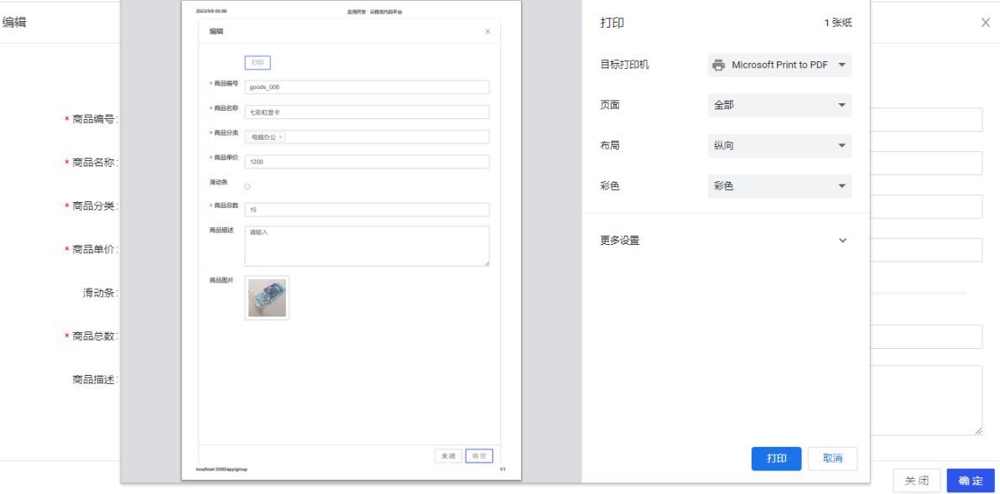 编辑
* 商品编号:
* 商品名称:
* 商品分类:
* 商品单价:
滑动条:
* 商品总数:
商品描述:
2022/5/9 00:56
应用开发 · 云橙低代码平台
编辑
X
打印
* 商品编号
goods_006
* 商品名称
七彩虹显卡
* 商品分类
电脑办公 ×
* 商品单价
1200
滑动条
* 商品总数
15
商品描述
请输入
商品图片
关 闭
确 定
localhost:3000/app/group
1/1
打印
1 张纸
目标打印机
Microsoft Print to PDF
页面
全部
布局
纵向
彩色
彩色
更多设置
打印
取消
X
关 闭
确 定